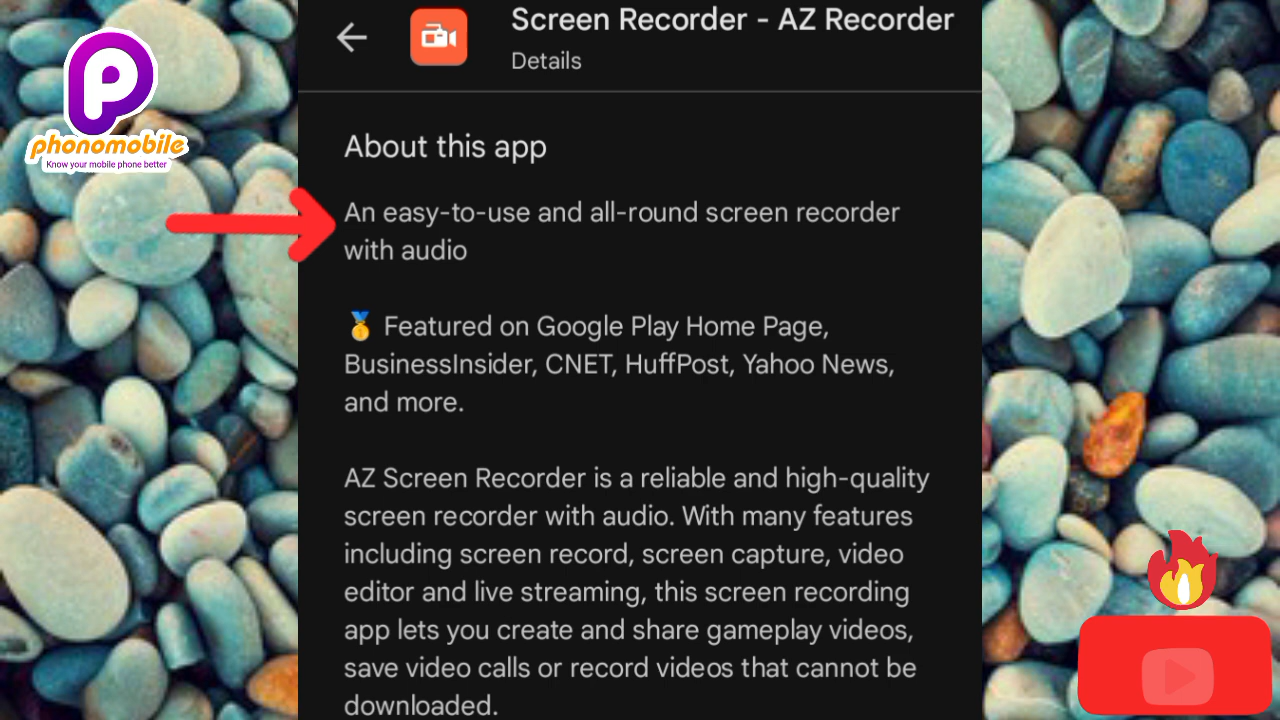 Screen Recorder - AZ Recorder
Details
phonomobile
Know your mobile phone better
About this app
An easy-to-use and all-round screen recorder
with audio
🏅 Featured on Google Play Home Page,
BusinessInsider, CNET, HuffPost, Yahoo News,
and more.
AZ Screen Recorder is a reliable and high-quality
screen recorder with audio. With many features
including screen record, screen capture, video
editor and live streaming, this screen recording
app lets you create and share gameplay videos,
save video calls or record videos that cannot be
downloaded.